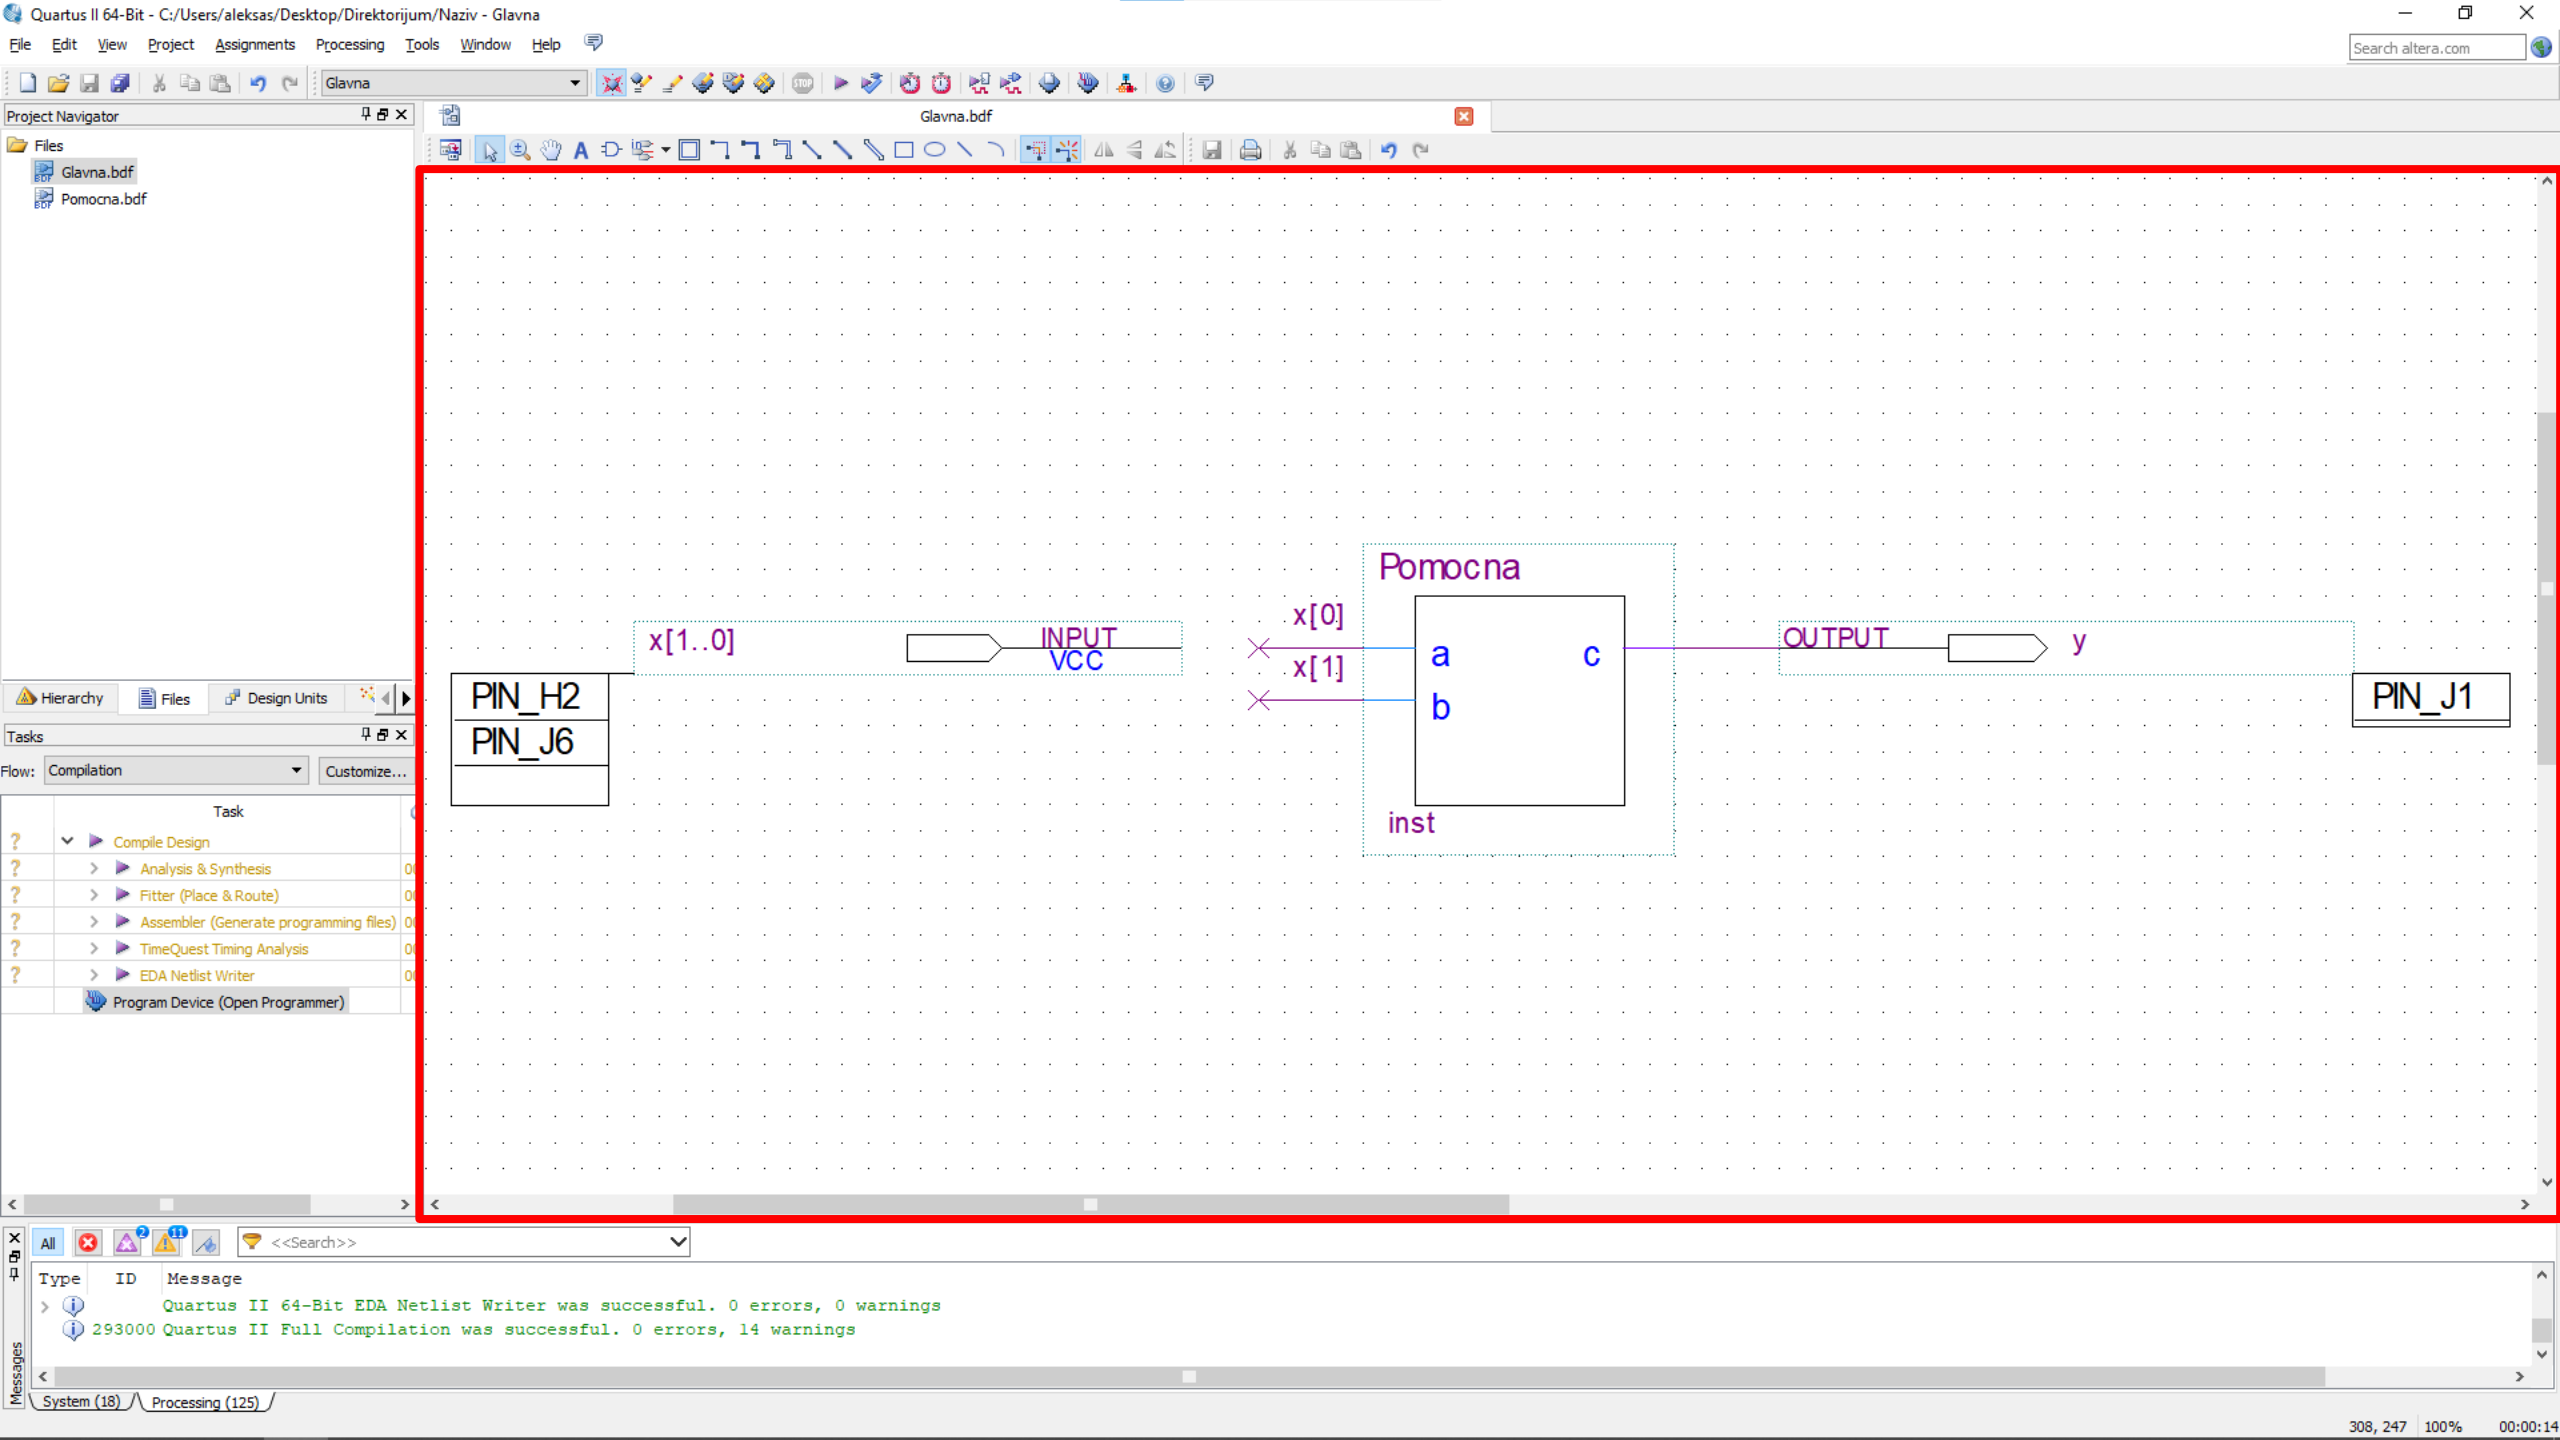 Quartus II 64-Bit - C:/Users/aleksas/Desktop/Direktorijum/Naziv - Glavna
File Edit View Project Assignments Processing Tools Window Help
Search altera.com
Glavna
STOP
Project Navigator
Glavna.bdf
Files
Glavna.bdf
Pomocna.bdf
Pomocna
x[0]
x[1..0]
INPUT
VCC
x[1]
a
b
c
OUTPUT
y
PIN_H2
PIN_J6
PIN_J1
inst
Hierarchy Files Design Units
Tasks
Flow: Compilation Customize...
Task
Compile Design
Analysis & Synthesis
Fitter (Place & Route)
Assembler (Generate programming files)
TimeQuest Timing Analysis
EDA Netlist Writer
Program Device (Open Programmer)
All 2 11 <<Search>>
Type ID Message
Quartus II 64-Bit EDA Netlist Writer was successful. 0 errors, 0 warnings
293000 Quartus II Full Compilation was successful. 0 errors, 14 warnings
Messages
System (18) Processing (125)
308, 247 100% 00:00:14